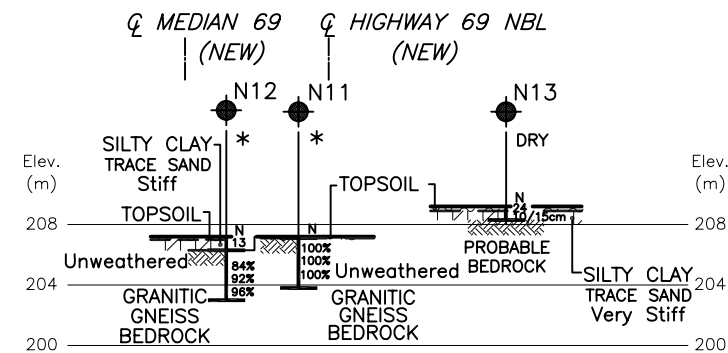 ℄ MEDIAN 69
(NEW)
℄ HIGHWAY 69 NBL
(NEW)
N12
N11
N13
*
*
DRY
SILTY CLAY
TRACE SAND
Stiff
TOPSOIL
TOPSOIL
Elev.
(m)
Elev.
(m)
N
13
N
N
24
10/15cm
208
208
Unweathered
84%
92%
96%
100%
100%
100%
Unweathered
PROBABLE
BEDROCK
204
204
GRANITIC
GNEISS
BEDROCK
GRANITIC
GNEISS
BEDROCK
SILTY CLAY
TRACE SAND
Very Stiff
200
200